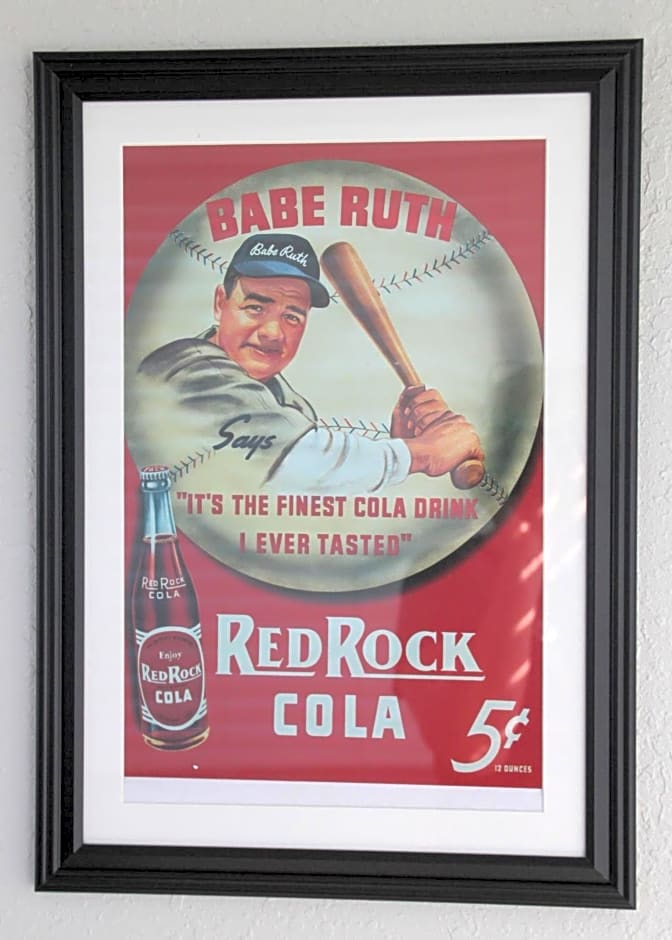 BABE RUTH
Babe Ruth
Says
"IT'S THE FINEST COLA DRINK
I EVER TASTED"
RED ROCK
COLA
Enjoy
RED ROCK
COLA
RED ROCK
COLA
5¢
12 OUNCES